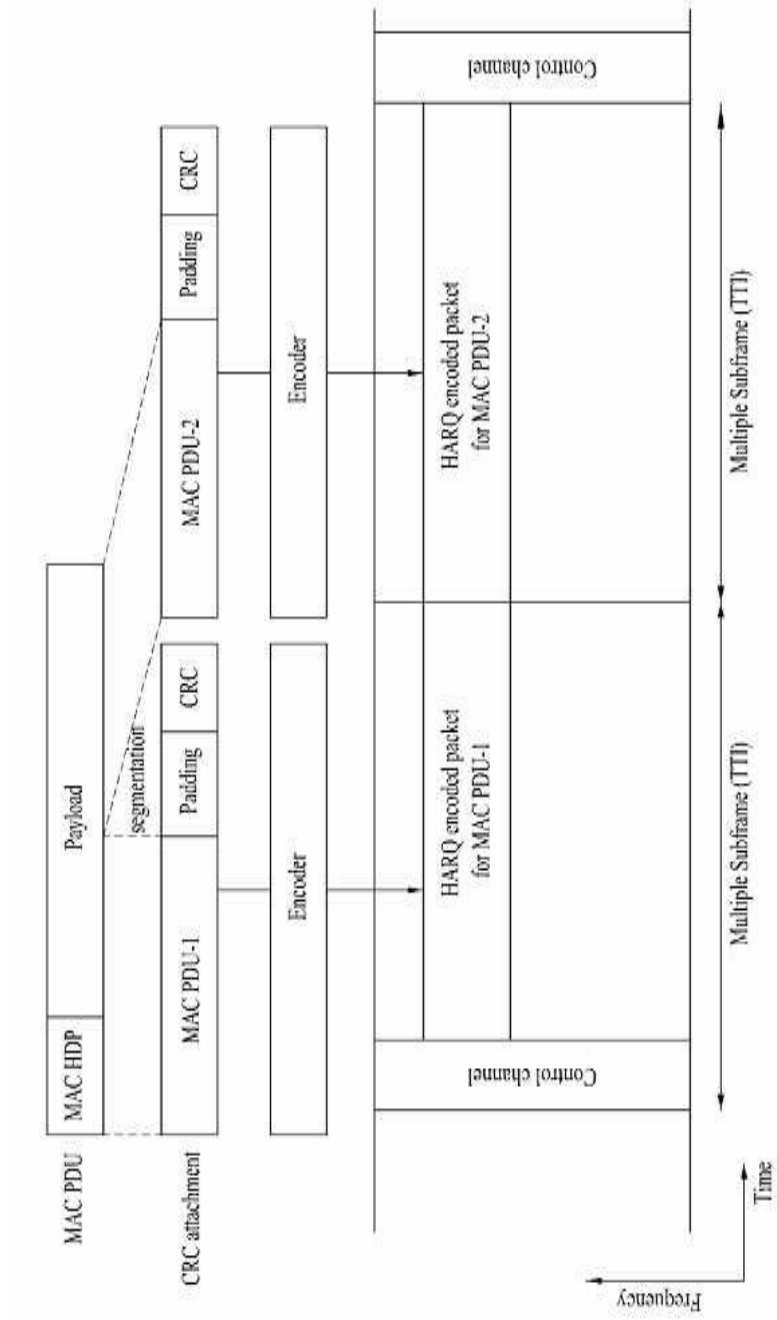 MAC PDU
MAC HDP
Payload
segmentation
CRC attachment
MAC PDU-1
Padding
CRC
MAC PDU-2
Padding
CRC
Encoder
Encoder
Control channel
HARQ encoded packet
for MAC PDU-1
HARQ encoded packet
for MAC PDU-2
Control channel
Multiple Subframe (TTI)
Multiple Subframe (TTI)
Frequency
Time